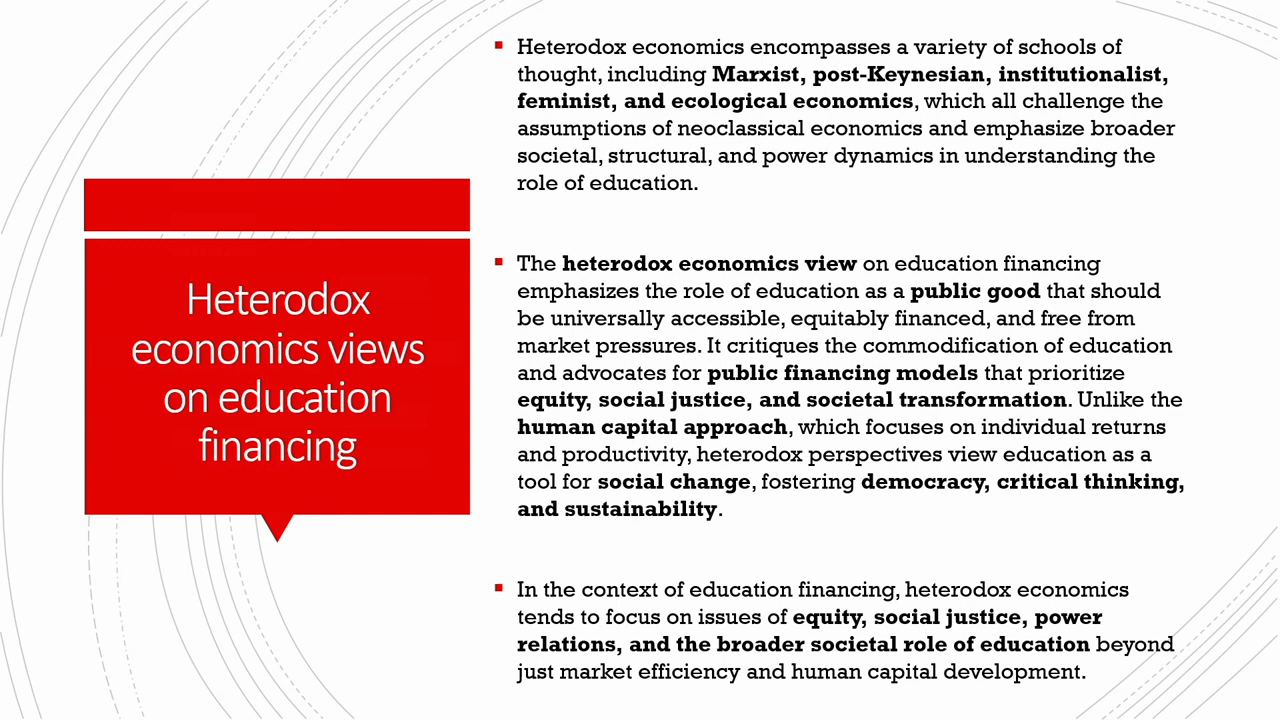 Heterodox
economics views
on education
financing
Heterodox economics encompasses a variety of schools of
thought, including Marxist, post-Keynesian, institutionalist,
feminist, and ecological economics, which all challenge the
assumptions of neoclassical economics and emphasize broader
societal, structural, and power dynamics in understanding the
role of education.
The heterodox economics view on education financing
emphasizes the role of education as a public good that should
be universally accessible, equitably financed, and free from
market pressures. It critiques the commodification of education
and advocates for public financing models that prioritize
equity, social justice, and societal transformation. Unlike the
human capital approach, which focuses on individual returns
and productivity, heterodox perspectives view education as a
tool for social change, fostering democracy, critical thinking,
and sustainability.
In the context of education financing, heterodox economics
tends to focus on issues of equity, social justice, power
relations, and the broader societal role of education beyond
just market efficiency and human capital development.